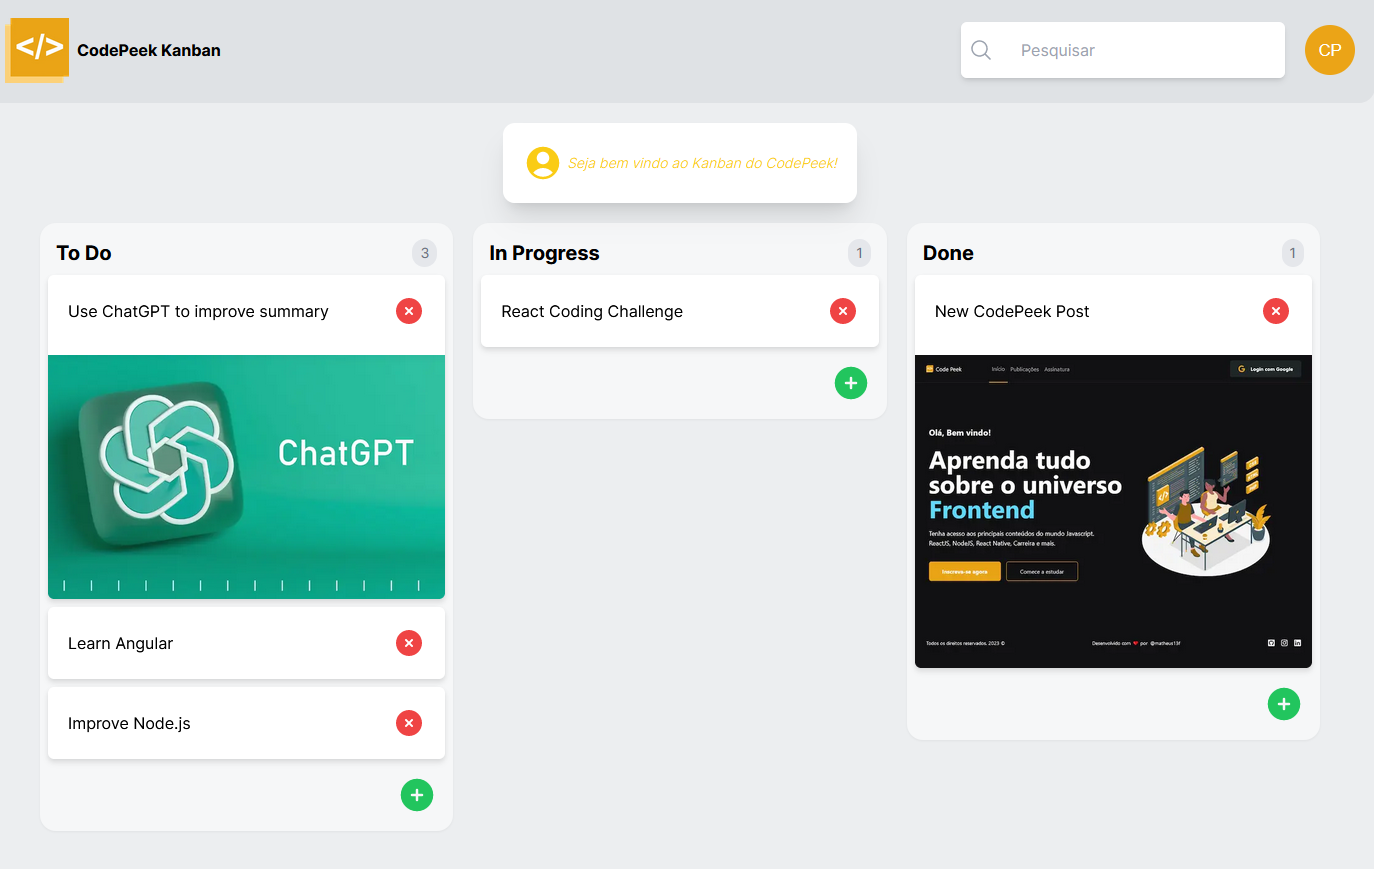 </> CodePeek Kanban
Pesquisar
CP
Seja bem vindo ao Kanban do CodePeek!
To Do
3
Use ChatGPT to improve summary
ChatGPT
Learn Angular
Improve Node.js
In Progress
1
React Coding Challenge
Done
1
New CodePeek Post
Code Peek Início Publicações Assinatura Login com Google
Olá, Bem vindo!
Aprenda tudo
sobre o universo
Frontend
Tenha acesso aos principais conteúdos do mundo Javascript.
ReactJS, NodeJS, React Native, Carreira e mais.
Inscreva-se agora Comece a estudar
Todos os direitos reservados, 2023 © Desenvolvido com ❤ por @matheus13f